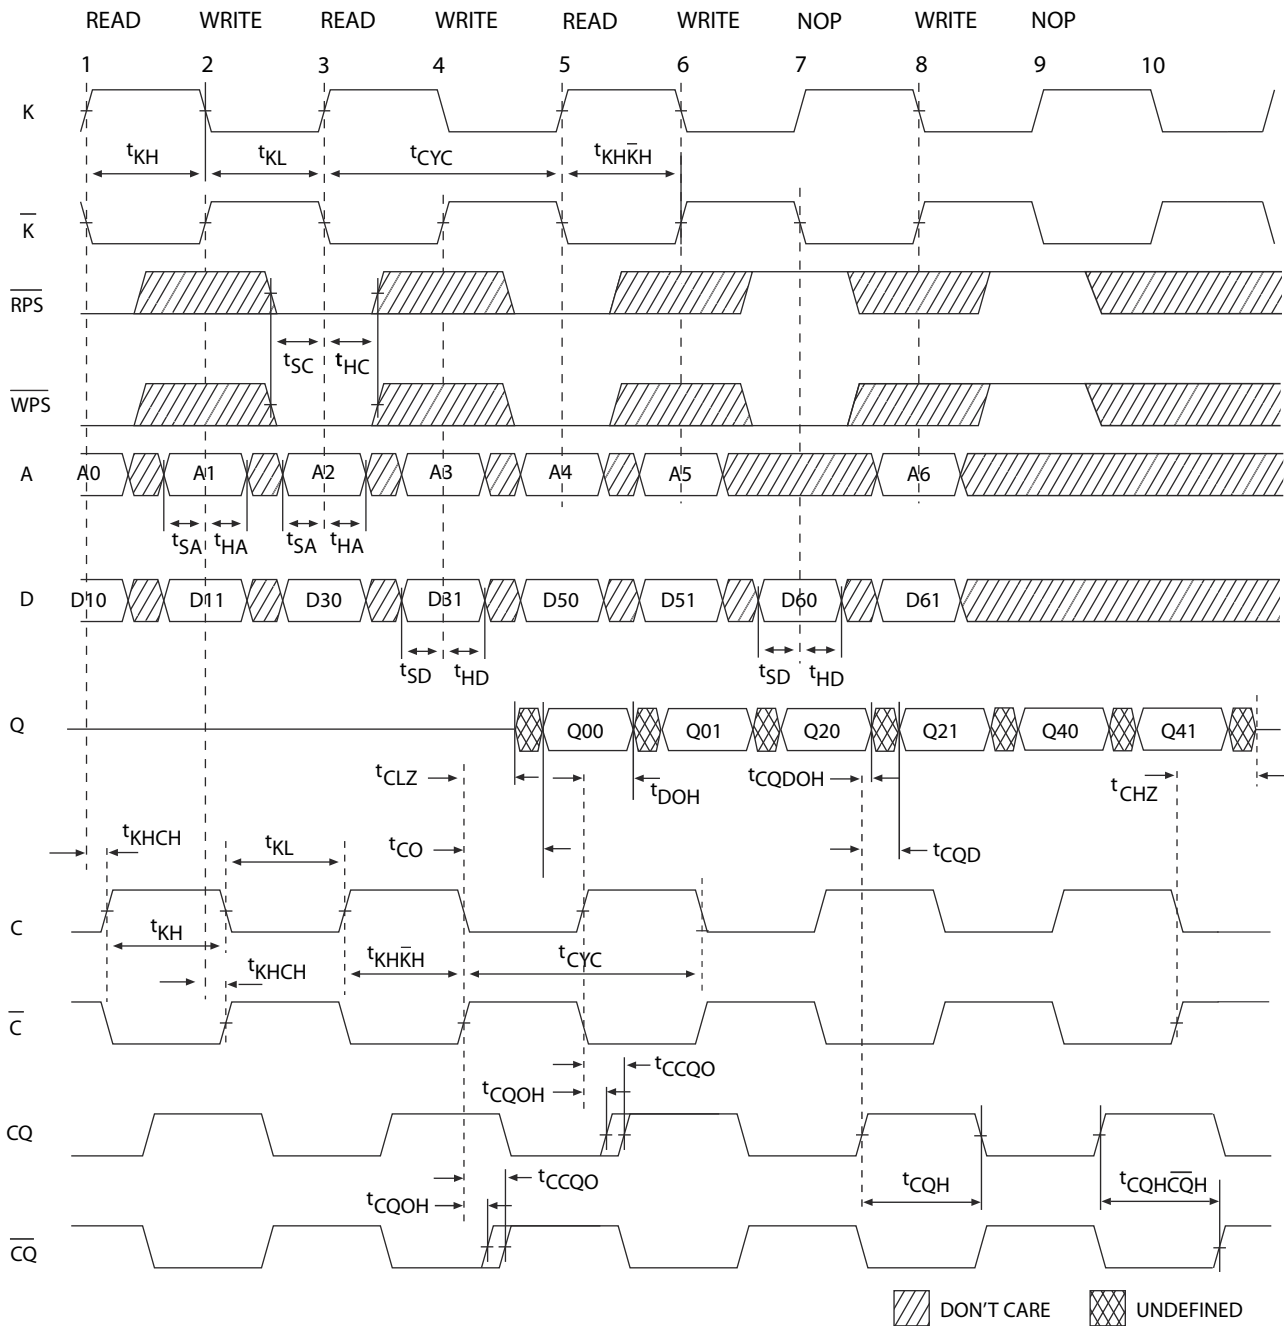 READ WRITE READ WRITE READ WRITE NOP WRITE NOP
1 2 3 4 5 6 7 8 9 10
K
tKH tKL tCYC tKHK̅H
K̅
R̅P̅S̅
tSC tHC
W̅P̅S̅
A A0 A1 A2 A3 A4 A5 A6
tSA tHA tSA tHA
D D10 D11 D30 D31 D50 D51 D60 D61
tSD tHD tSD tHD
Q Q00 Q01 Q20 Q21 Q40 Q41
tCLZ tDOH tCQDOH tCHZ
tKHCH tKL tCO tCQD
C
tKH tKHK̅H tCYC
tKHCH
C̅
tCCQO
tCQOH
CQ
tCCQO
tCQOH tCQH tCQHC̅Q̅H
C̅Q̅
DON'T CARE UNDEFINED